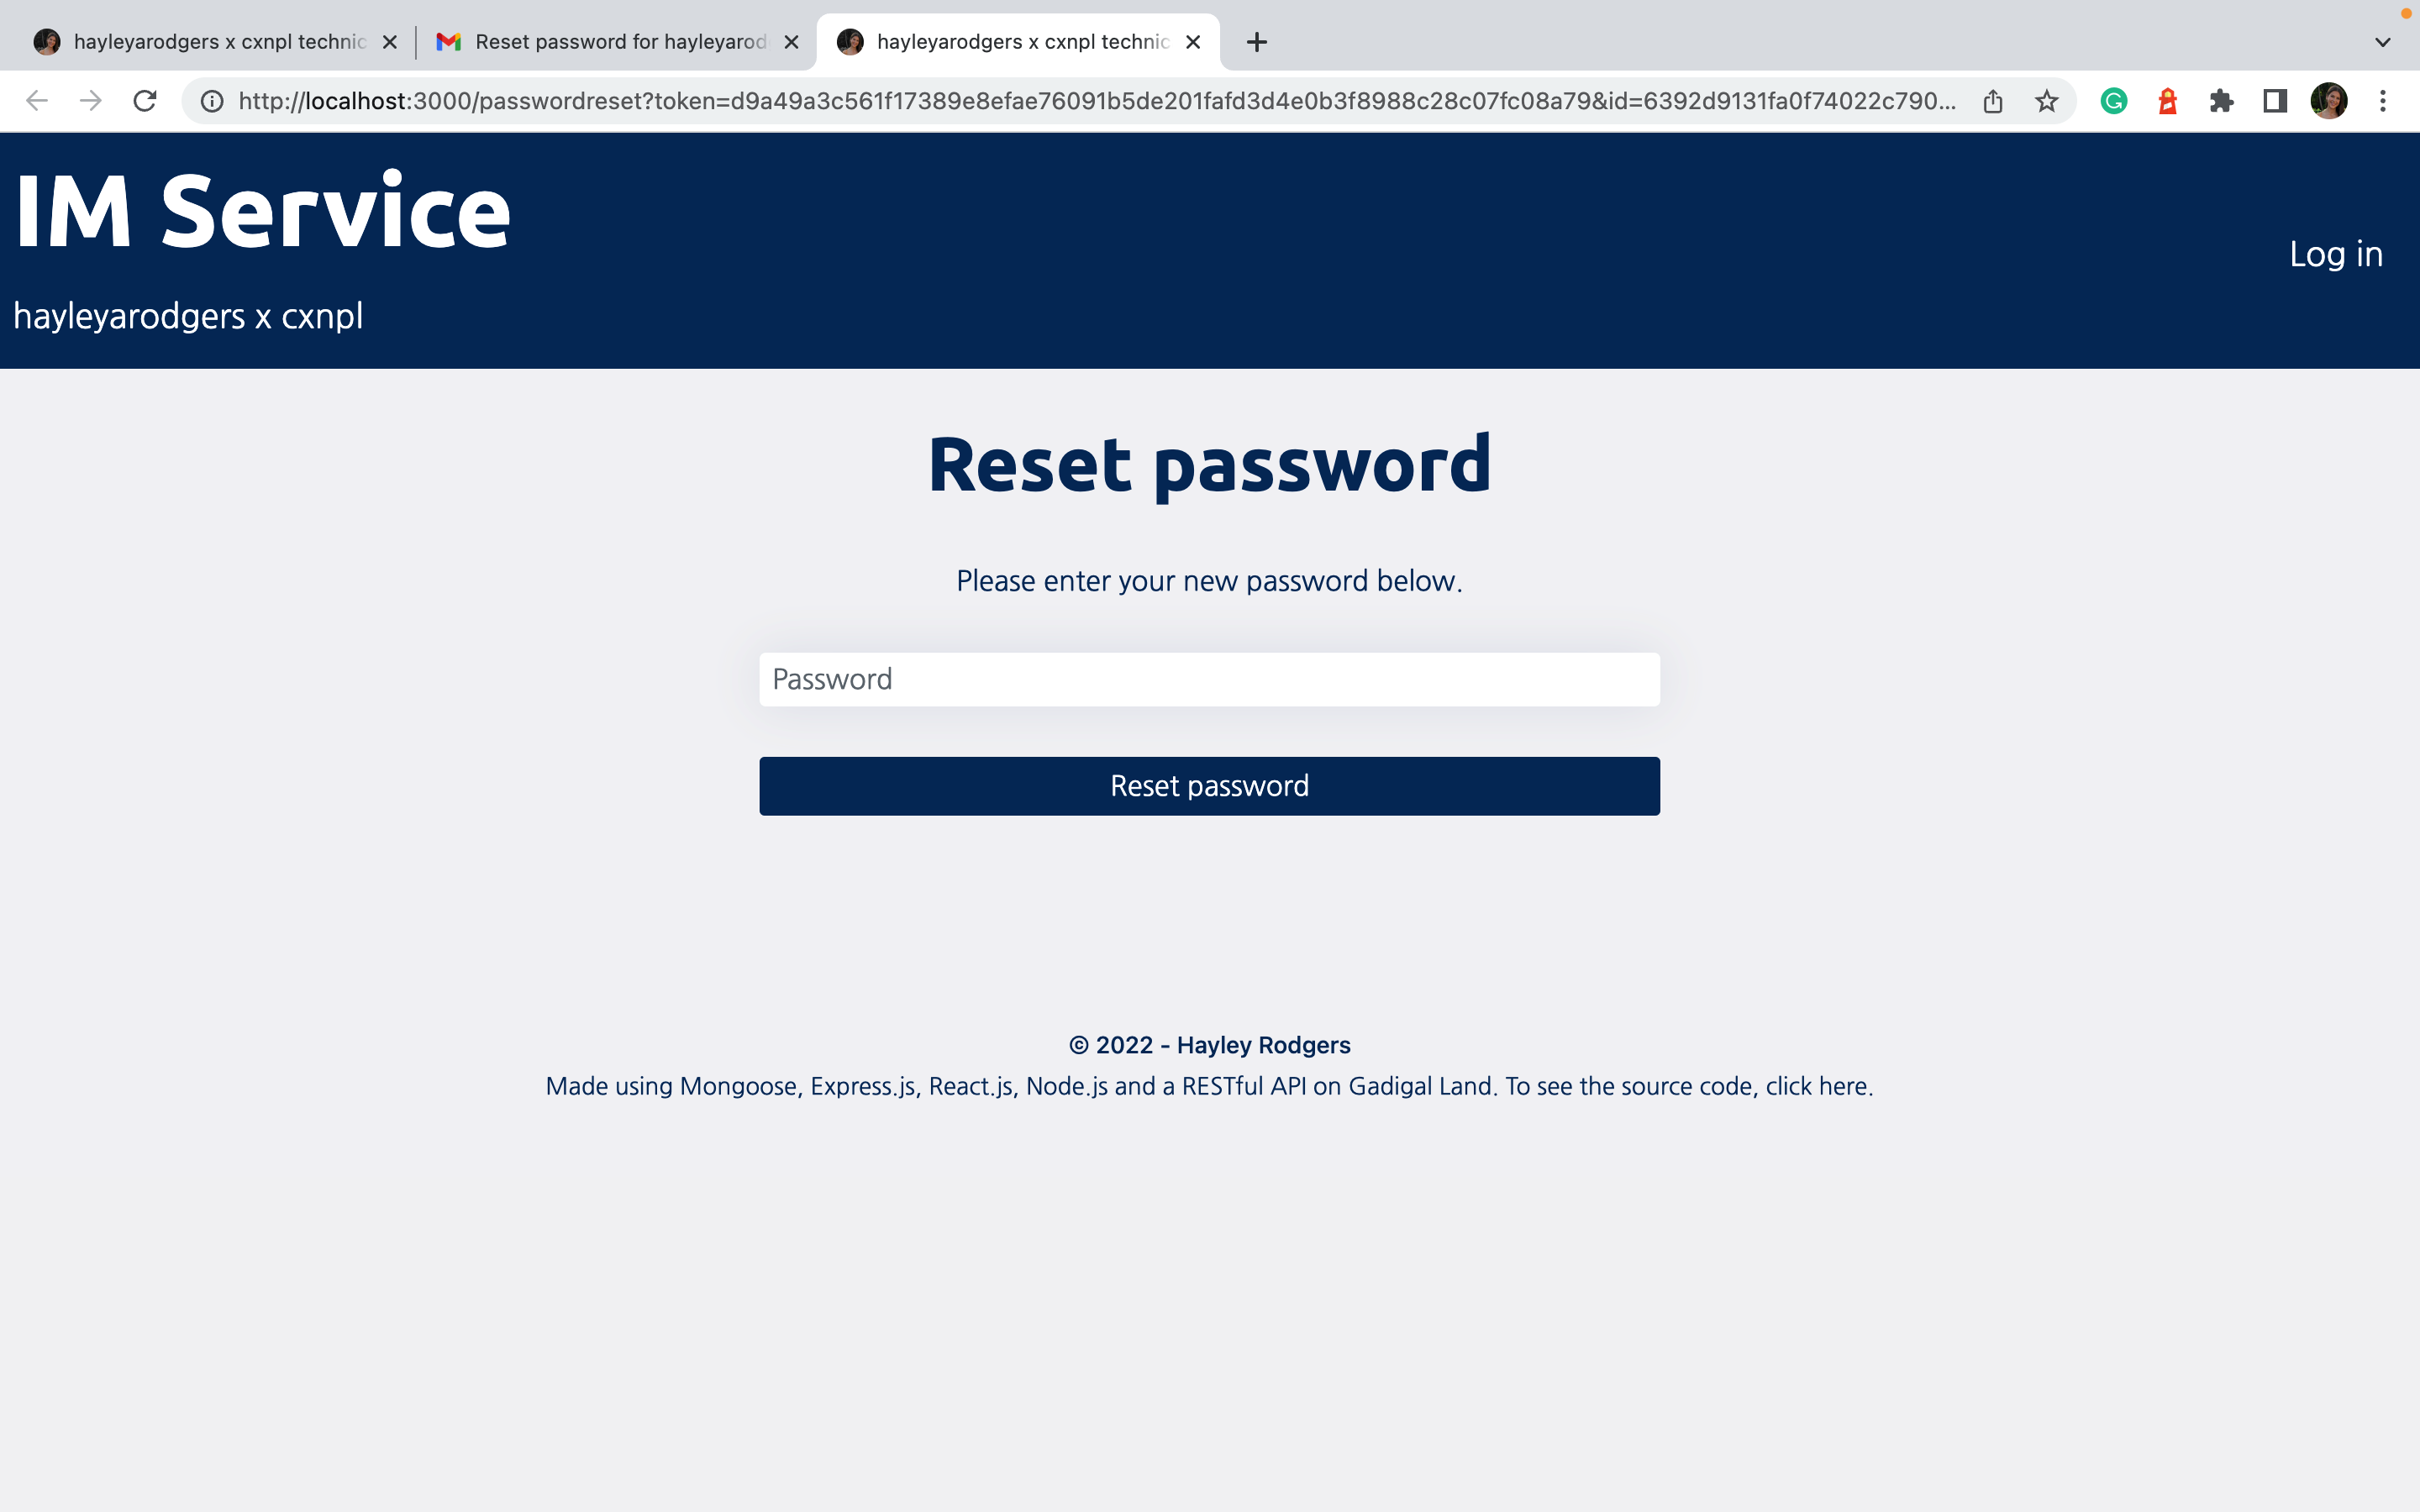 hayleyarodgers x cxnpl technic
Reset password for hayleyarod
hayleyarodgers x cxnpl technic
http://localhost:3000/passwordreset?token=d9a49a3c561f17389e8efae76091b5de201fafd3d4e0b3f8988c28c07fc08a79&id=6392d9131fa0f74022c790...
IM Service
Log in
hayleyarodgers x cxnpl
Reset password
Please enter your new password below.
Password
Reset password
© 2022 - Hayley Rodgers
Made using Mongoose, Express.js, React.js, Node.js and a RESTful API on Gadigal Land. To see the source code, click here.